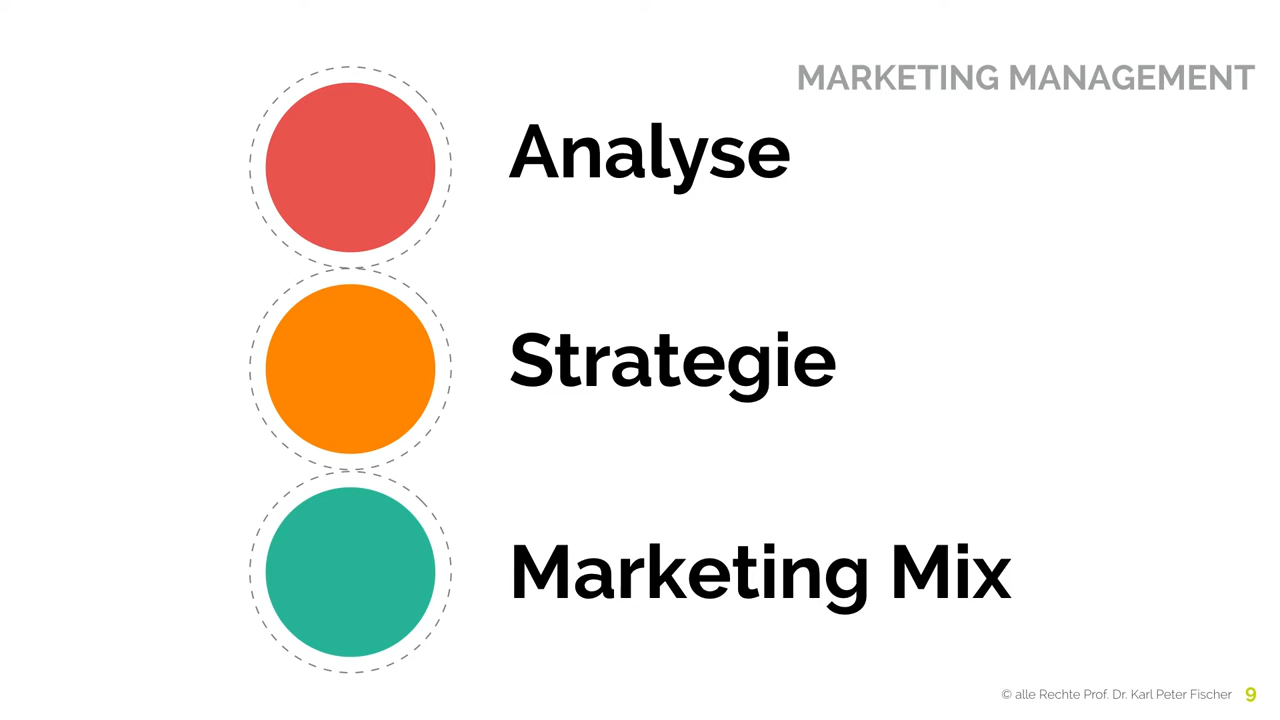 MARKETING MANAGEMENT
Analyse
Strategie
Marketing Mix
© alle Rechte Prof. Dr. Karl Peter Fischer 9